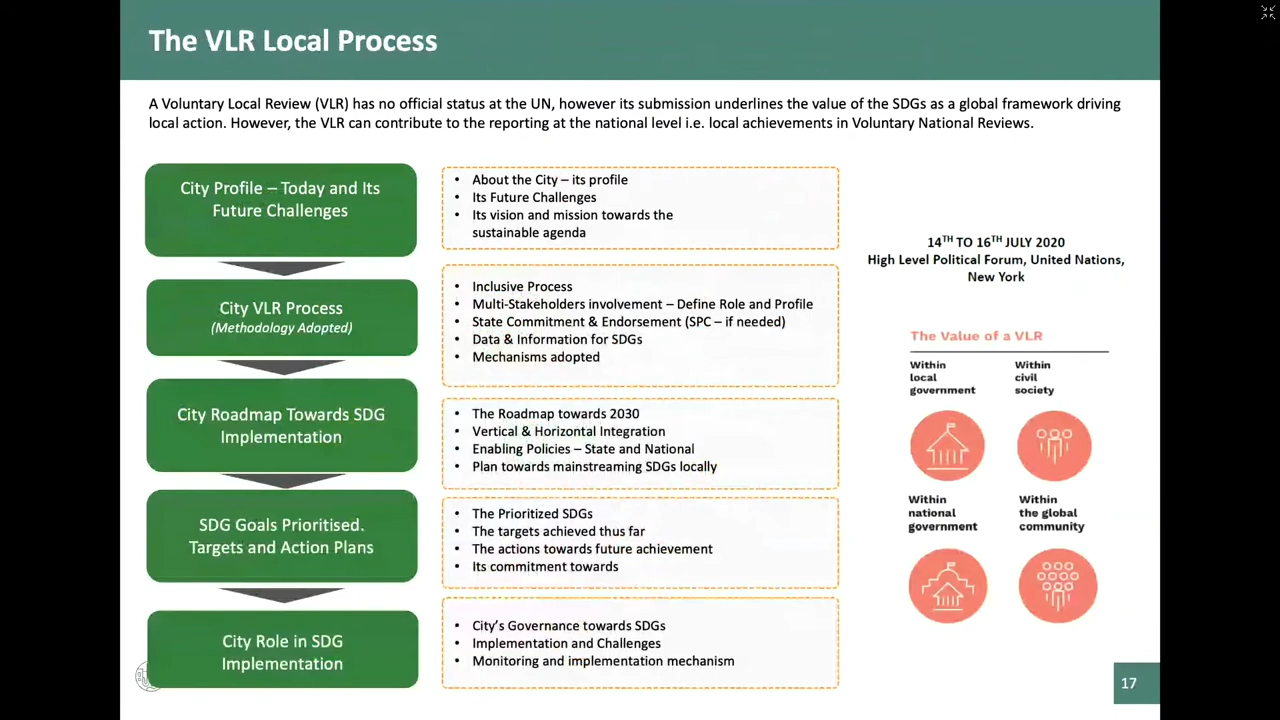 The VLR Local Process
A Voluntary Local Review (VLR) has no official status at the UN, however its submission underlines the value of the SDGs as a global framework driving
local action. However, the VLR can contribute to the reporting at the national level i.e. local achievements in Voluntary National Reviews.
City Profile – Today and Its
Future Challenges
• About the City – its profile
• Its Future Challenges
• Its vision and mission towards the
sustainable agenda
City VLR Process
(Methodology Adopted)
• Inclusive Process
• Multi-Stakeholders involvement – Define Role and Profile
• State Commitment & Endorsement (SPC – if needed)
• Data & Information for SDGs
• Mechanisms adopted
City Roadmap Towards SDG
Implementation
• The Roadmap towards 2030
• Vertical & Horizontal Integration
• Enabling Policies – State and National
• Plan towards mainstreaming SDGs locally
SDG Goals Prioritised.
Targets and Action Plans
• The Prioritized SDGs
• The targets achieved thus far
• The actions towards future achievement
• Its commitment towards
City Role in SDG
Implementation
• City's Governance towards SDGs
• Implementation and Challenges
• Monitoring and implementation mechanism
14TH TO 16TH JULY 2020
High Level Political Forum, United Nations,
New York
The Value of a VLR
Within
local
government
Within
civil
society
Within
national
government
Within
the global
community
17